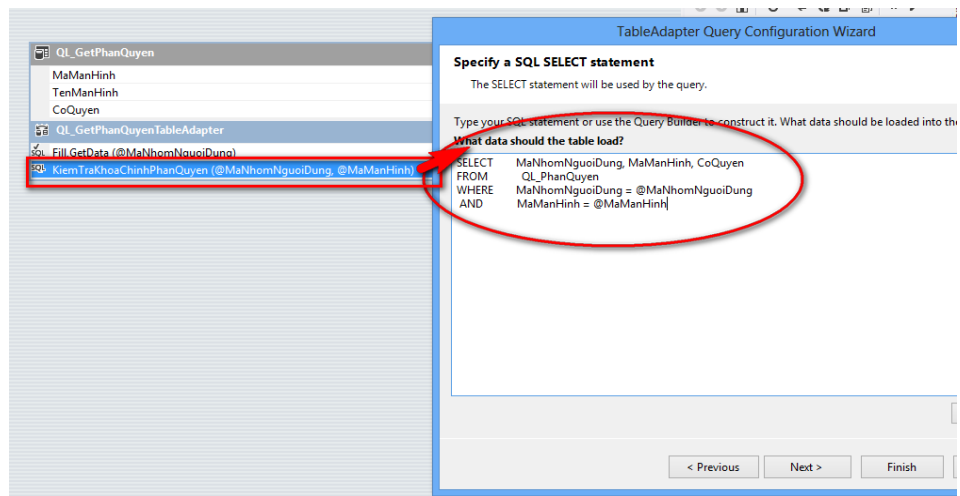 TableAdapter Query Configuration Wizard
QL_GetPhanQuyen
MaManHinh
TenManHinh
CoQuyen
QL_GetPhanQuyenTableAdapter
Fill,GetData (@MaNhomNguoiDung)
SQL KiemTraKhoaChinhPhanQuyen (@MaNhomNguoiDung, @MaManHinh)
Specify a SQL SELECT statement
The SELECT statement will be used by the query.
Type your SQL statement or use the Query Builder to construct it. What data should be loaded into the
What data should the table load?
SELECT MaNhomNguoiDung, MaManHinh, CoQuyen
FROM QL_PhanQuyen
WHERE MaNhomNguoiDung = @MaNhomNguoiDung
AND MaManHinh = @MaManHinh
< Previous
Next >
Finish